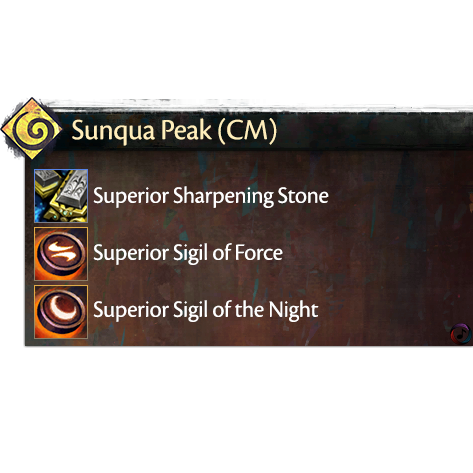 Sunqua Peak (CM)
Superior Sharpening Stone
Superior Sigil of Force
Superior Sigil of the Night